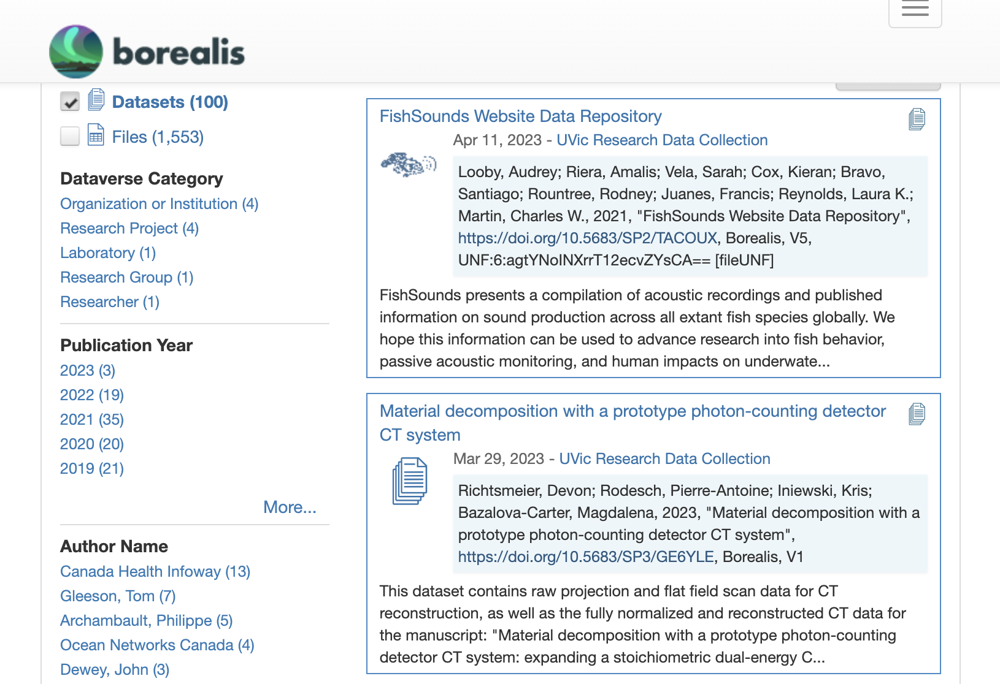 borealis
Datasets (100)
Files (1,553)
Dataverse Category
Organization or Institution (4)
Research Project (4)
Laboratory (1)
Research Group (1)
Researcher (1)
Publication Year
2023 (3)
2022 (19)
2021 (35)
2020 (20)
2019 (21)
More...
Author Name
Canada Health Infoway (13)
Gleeson, Tom (7)
Archambault, Philippe (5)
Ocean Networks Canada (4)
Dewey, John (3)
FishSounds Website Data Repository
Apr 11, 2023 - UVic Research Data Collection
Looby, Audrey; Riera, Amalis; Vela, Sarah; Cox, Kieran; Bravo,
Santiago; Rountree, Rodney; Juanes, Francis; Reynolds, Laura K.;
Martin, Charles W., 2021, "FishSounds Website Data Repository",
https://doi.org/10.5683/SP2/TACOUX, Borealis, V5,
UNF:6:agtYNoINXrrT12ecvZYsCA== [fileUNF]
FishSounds presents a compilation of acoustic recordings and published
information on sound production across all extant fish species globally. We
hope this information can be used to advance research into fish behavior,
passive acoustic monitoring, and human impacts on underwate...
Material decomposition with a prototype photon-counting detector
CT system
Mar 29, 2023 - UVic Research Data Collection
Richtsmeier, Devon; Rodesch, Pierre-Antoine; Iniewski, Kris;
Bazalova-Carter, Magdalena, 2023, "Material decomposition with a
prototype photon-counting detector CT system",
https://doi.org/10.5683/SP3/GE6YLE, Borealis, V1
This dataset contains raw projection and flat field scan data for CT
reconstruction, as well as the fully normalized and reconstructed CT data for
the manuscript: "Material decomposition with a prototype photon-counting
detector CT system: expanding a stoichiometric dual-energy C...